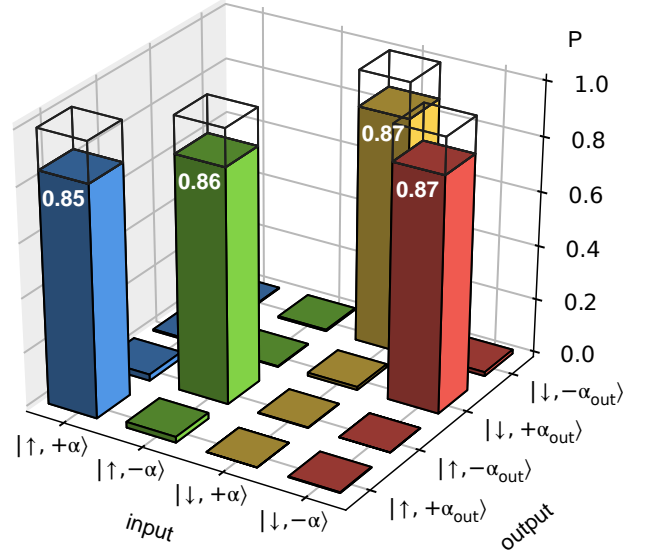 P
1.0
0.8
0.6
0.4
0.2
0.0
0.85
0.86
0.87
0.87
|↑, +α⟩
|↑,-α⟩
|↓, +α⟩
|↓,-α⟩
input
|↓,-α_out⟩
|↓, +α_out⟩
|↑,-α_out⟩
|↑, +α_out⟩
output